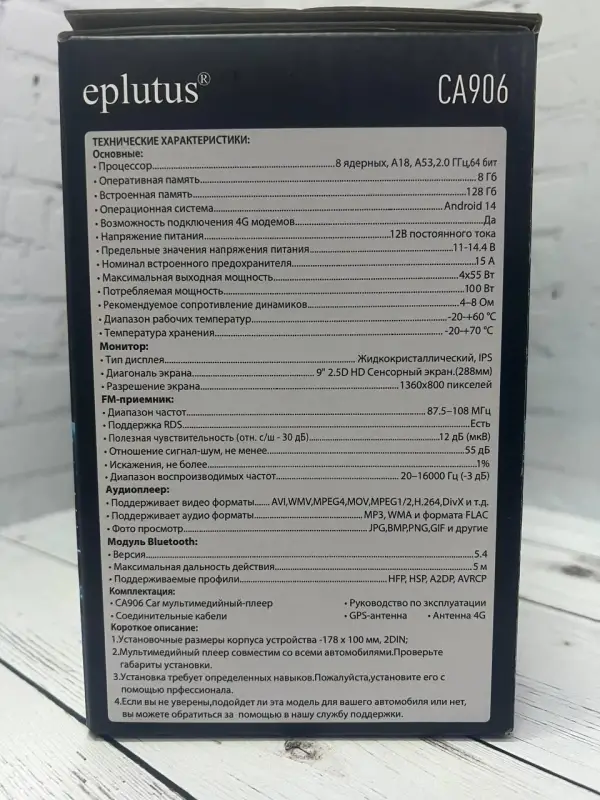 eplutus®
CA906
ТЕХНИЧЕСКИЕ ХАРАКТЕРИСТИКИ:
Основные:
• Процессор 8 ядерных, A18, A53,2.0 ГГц,64 бит
• Оперативная память 8 Гб
• Встроенная память 128 Гб
• Операционная система Android 14
• Возможность подключения 4G модемов Да
• Напряжение питания 12В постоянного тока
• Предельные значения напряжения питания 11-14.4 В
• Номинал встроенного предохранителя 15 А
• Максимальная выходная мощность 4x55 Вт
• Потребляемая мощность 100 Вт
• Рекомендуемое сопротивление динамиков 4–8 Ом
• Диапазон рабочих температур -20~+60 °C
• Температура хранения -20~+70 °C
Монитор:
• Тип дисплея Жидкокристаллический, IPS
• Диагональ экрана 9" 2.5D HD Сенсорный экран.(288мм)
• Разрешение экрана 1360x800 пикселей
FM-приемник:
• Диапазон частот 87.5–108 МГц
• Поддержка RDS Есть
• Полезная чувствительность (отн. с/ш - 30 дБ) 12 дБ (мкВ)
• Отношение сигнал-шум, не менее 55 дБ
• Искажения, не более 1%
• Диапазон воспроизводимых частот 20–16000 Гц (-3 дБ)
Аудиоплеер:
• Поддерживает видео форматы AVI,WMV,MPEG4,MOV,MPEG1/2,H.264,DivX и т.д.
• Поддерживает аудио форматы MP3, WMA и формата FLAC
• Фото просмотр JPG,BMP,PNG,GIF и другие
Модуль Bluetooth:
• Версия 5.4
• Максимальная дальность действия 5 м
• Поддерживаемые профили HFP, HSP, A2DP, AVRCP
Комплектация:
• CA906 Car мультимедийный-плеер • Руководство по эксплуатации
• Соединительные кабели • GPS-антенна • Антенна 4G
Короткое описание:
1.Установочные размеры корпуса устройства -178 x 100 мм, 2DIN;
2.Мультимедийный плеер совместим со всеми автомобилями.Проверьте
габариты установки.
3.Установка требует определенных навыков.Пожалуйста,установите его с
помощью прфессионала.
4.Если вы не уверены,подойдет ли эта модель для вашего автомобиля или нет,
вы можете обратиться за помощью в нашу службу поддержки.